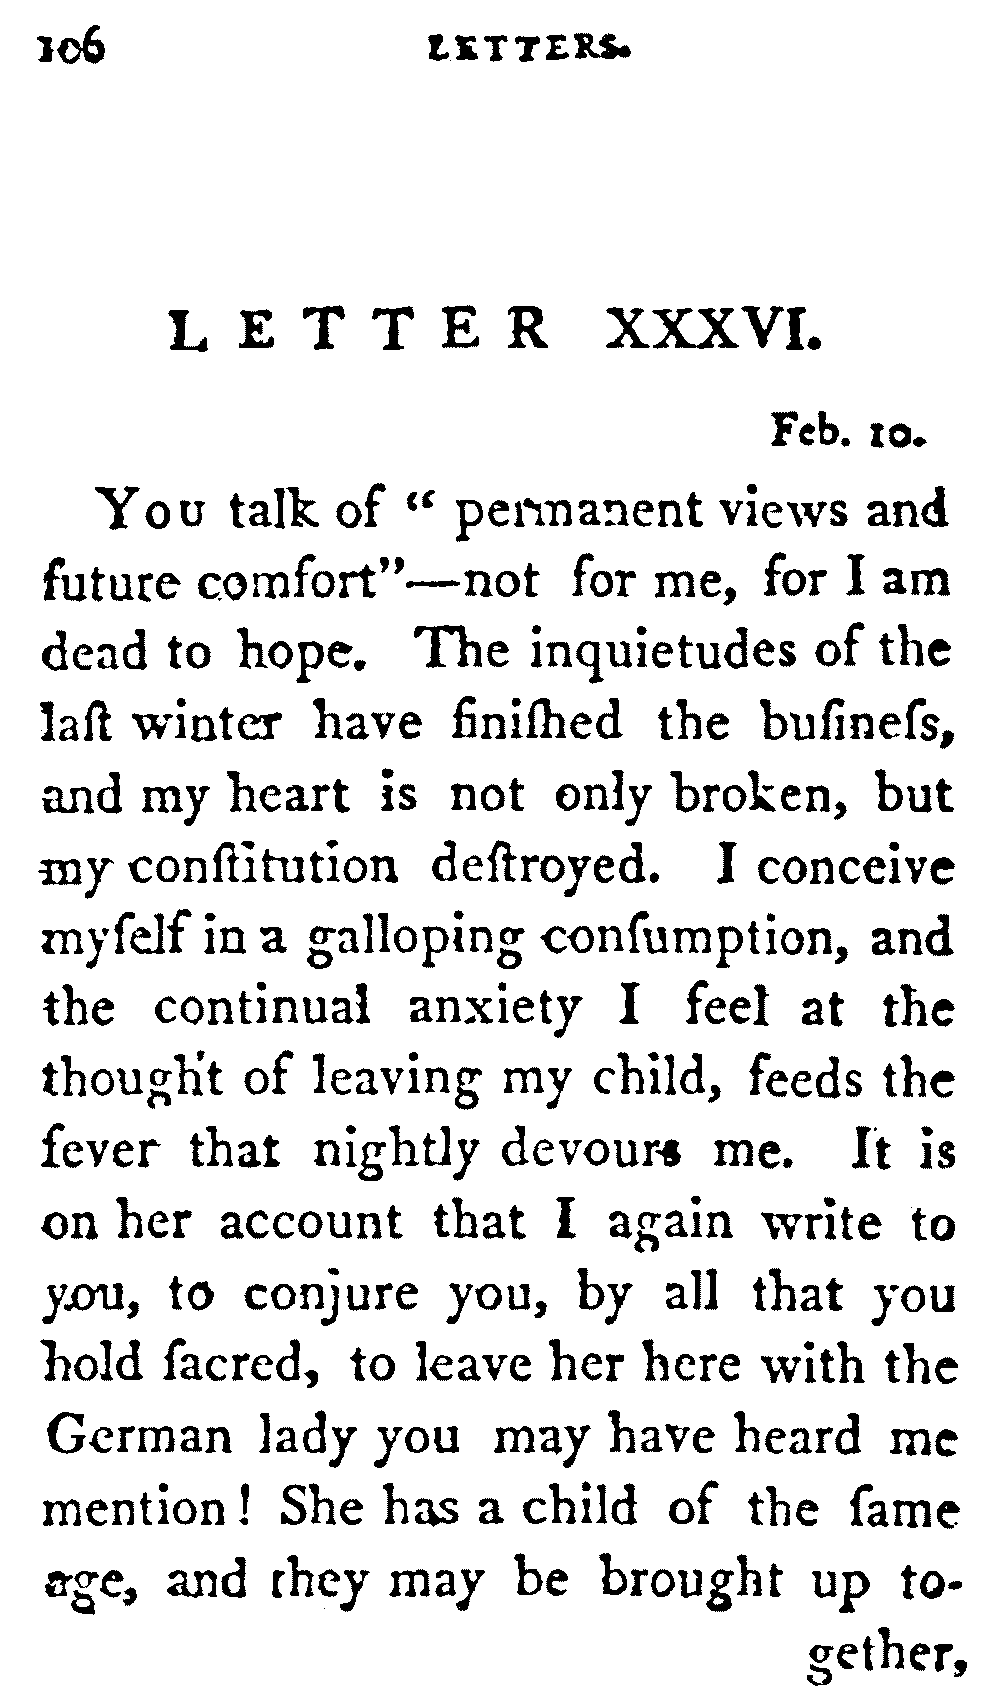 106 LETTERS.
LETTER XXXVI.
Feb. 10.
You talk of “ permanent views and
future comfort”—not for me, for I am
dead to hope. The inquietudes of the
laſt winter have finiſhed the buſineſs,
and my heart is not only broken, but
my conſtitution deſtroyed. I conceive
myſelf in a galloping conſumption, and
the continual anxiety I feel at the
thought of leaving my child, feeds the
fever that nightly devours me. It is
on her account that I again write to
you, to conjure you, by all that you
hold ſacred, to leave her here with the
German lady you may have heard me
mention! She has a child of the ſame
age, and they may be brought up to-
gether,